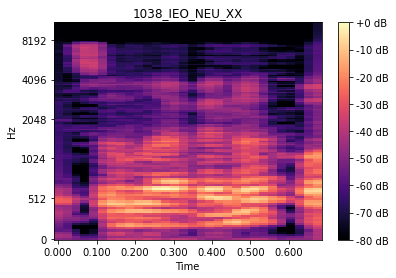 1038_IEO_NEU_XX
8192
4096
2048
1024
512
0
Hz
0.000 0.100 0.200 0.300 0.400 0.500 0.600
Time
+0 dB
-10 dB
-20 dB
-30 dB
-40 dB
-50 dB
-60 dB
-70 dB
-80 dB